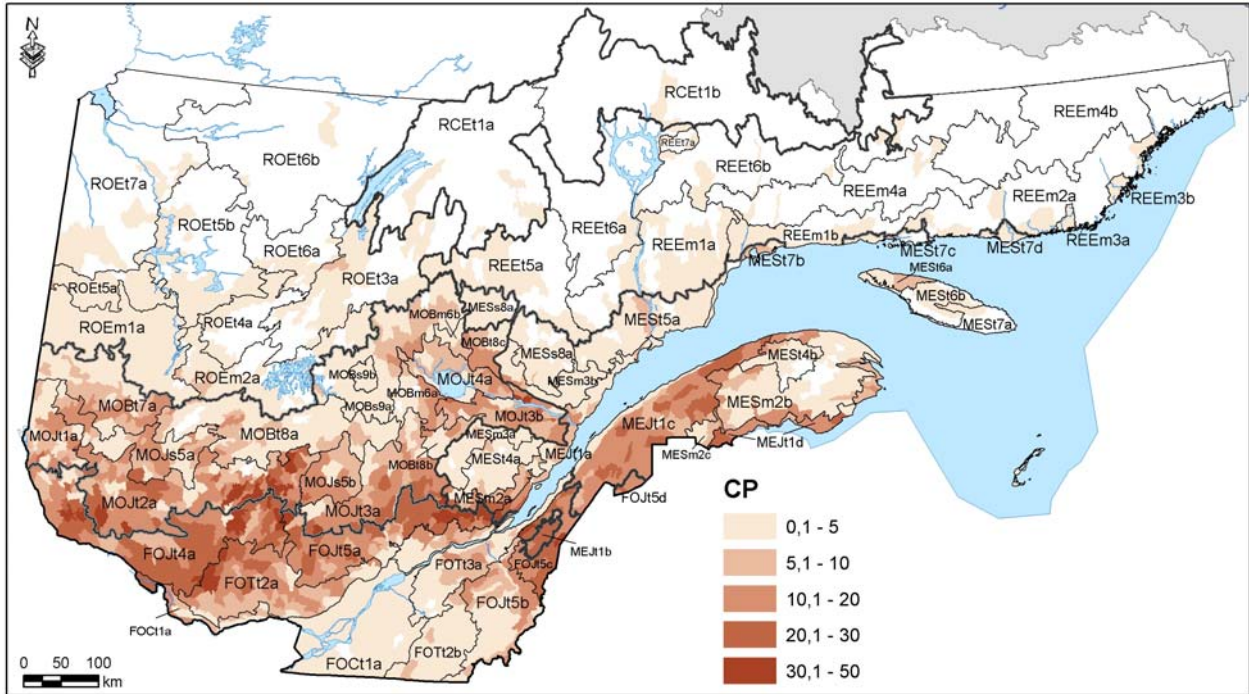 N
RCEt1b
REEm4b
RCEt1a
ROEt6b
REEt7a
REEt6b
ROEt7a
REEm4a
REEm2a
REEm3b
ROEt5b
REEt6a
REEm1a
REEm1b
REEm3a
ROEt6a
MESt7b
MESt7c
MESt7d
REEt5a
MESt6a
ROEt3a
ROEt5a
MESt6b
MOBm6b
MESs8a
MESt5a
ROEt4a
MESt7a
ROEm1a
MOBt8c
MESs8a
MESt4b
ROEm2a
MOBs9b
MOJt4a
MESm3b
MOBm6a
MESm2b
MOBt7a
MOBs9a
MOJt3b
MEJt1c
MOJt1a
MOBt8a
MESm3a
MEJt1d
MOJs5a
MEJt1a
MESm2c
MESt4a
MOBt8b
FOJt5d
MOJs5b
MOJt2a
MESm2a
CP
MOJt3a
MEJt1b
0,1 - 5
FOJt4a
FOJt5a
FOTt3a
FOJt5c
5,1 - 10
FOTt2a
FOJt5b
10,1 - 20
FOCt1a
20,1 - 30
FOTt2b
FOCt1a
0 50 100
km
30,1 - 50